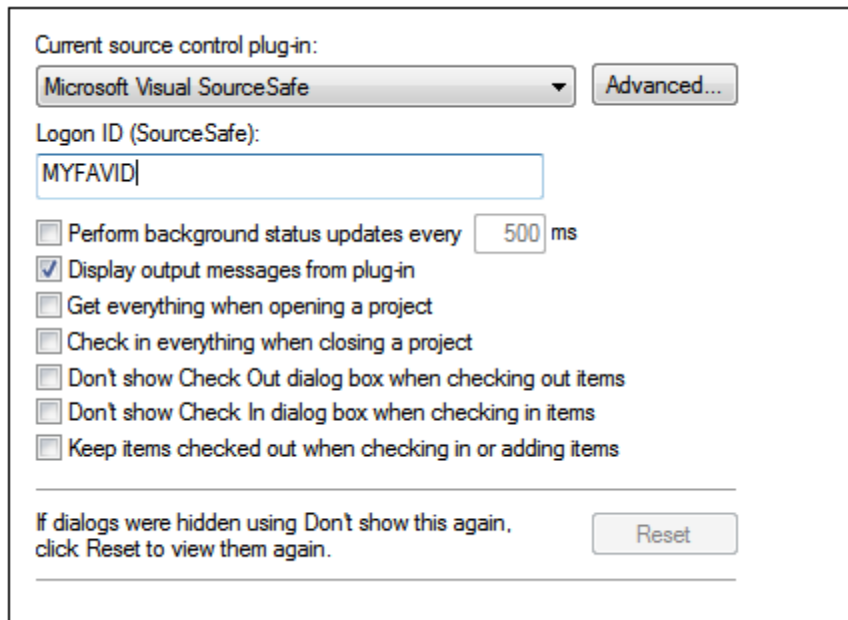 Current source control plug-in:
Microsoft Visual SourceSafe
Advanced...
Logon ID (SourceSafe):
MYFAVID
Perform background status updates every 500 ms
Display output messages from plug-in
Get everything when opening a project
Check in everything when closing a project
Don't show Check Out dialog box when checking out items
Don't show Check In dialog box when checking in items
Keep items checked out when checking in or adding items
If dialogs were hidden using Don't show this again,
click Reset to view them again.
Reset